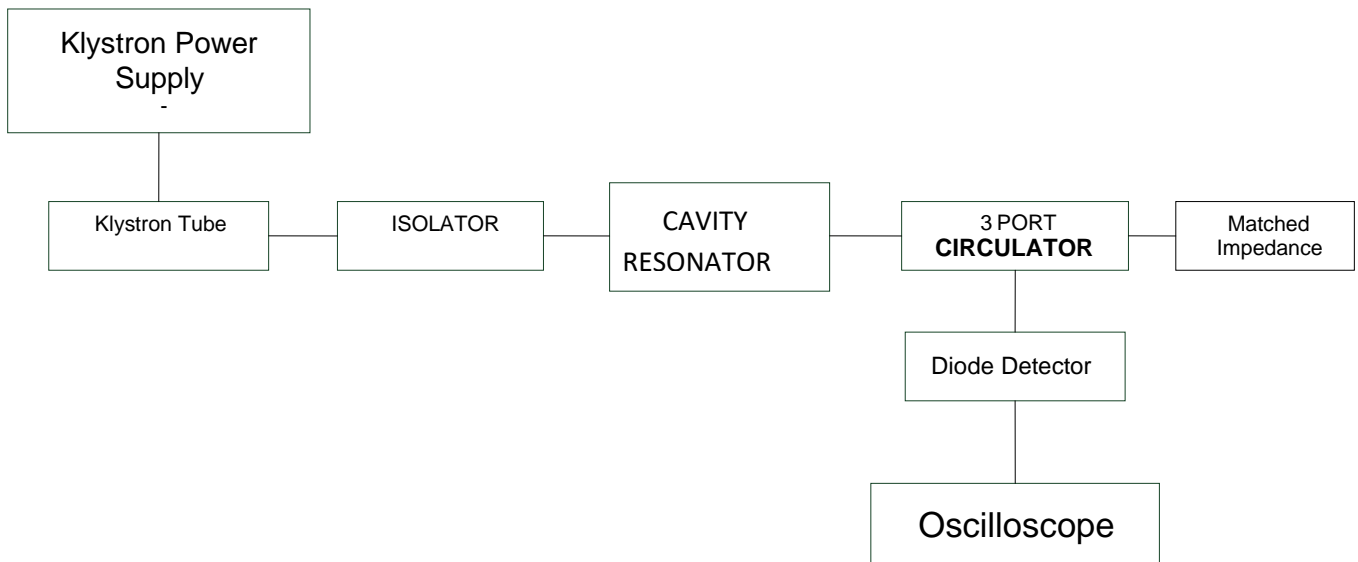 Klystron Power
Supply
-
Klystron Tube
ISOLATOR
CAVITY
RESONATOR
3 PORT
CIRCULATOR
Matched
Impedance
Diode Detector
Oscilloscope